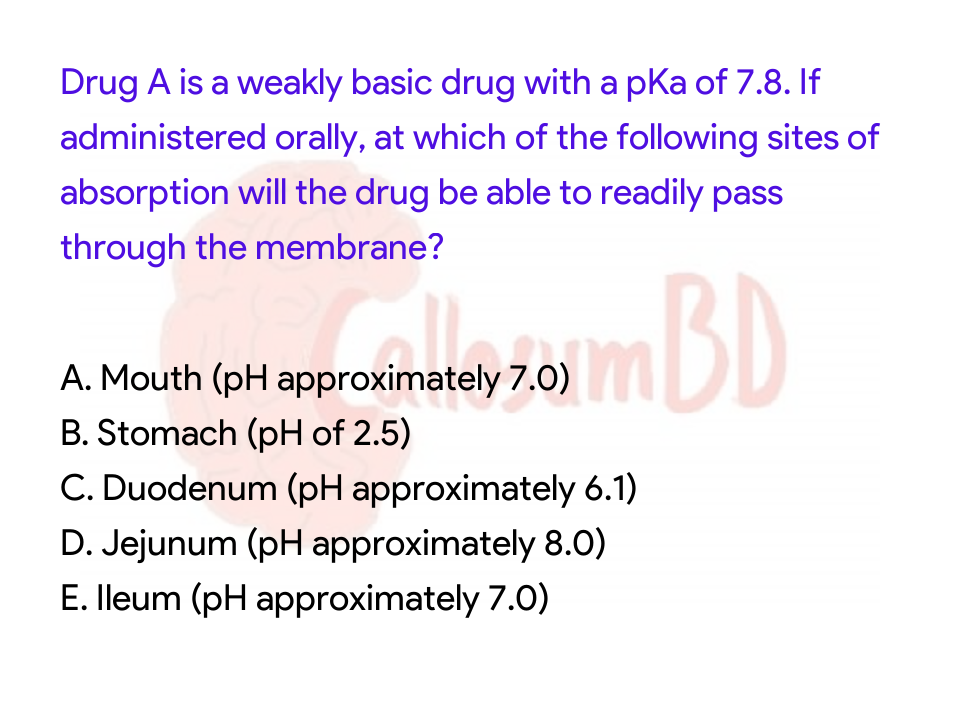 Drug A is a weakly basic drug with a pKa of 7.8. If
administered orally, at which of the following sites of
absorption will the drug be able to readily pass
through the membrane?
CallosumBD
A. Mouth (pH approximately 7.0)
B. Stomach (pH of 2.5)
C. Duodenum (pH approximately 6.1)
D. Jejunum (pH approximately 8.0)
E. Ileum (pH approximately 7.0)